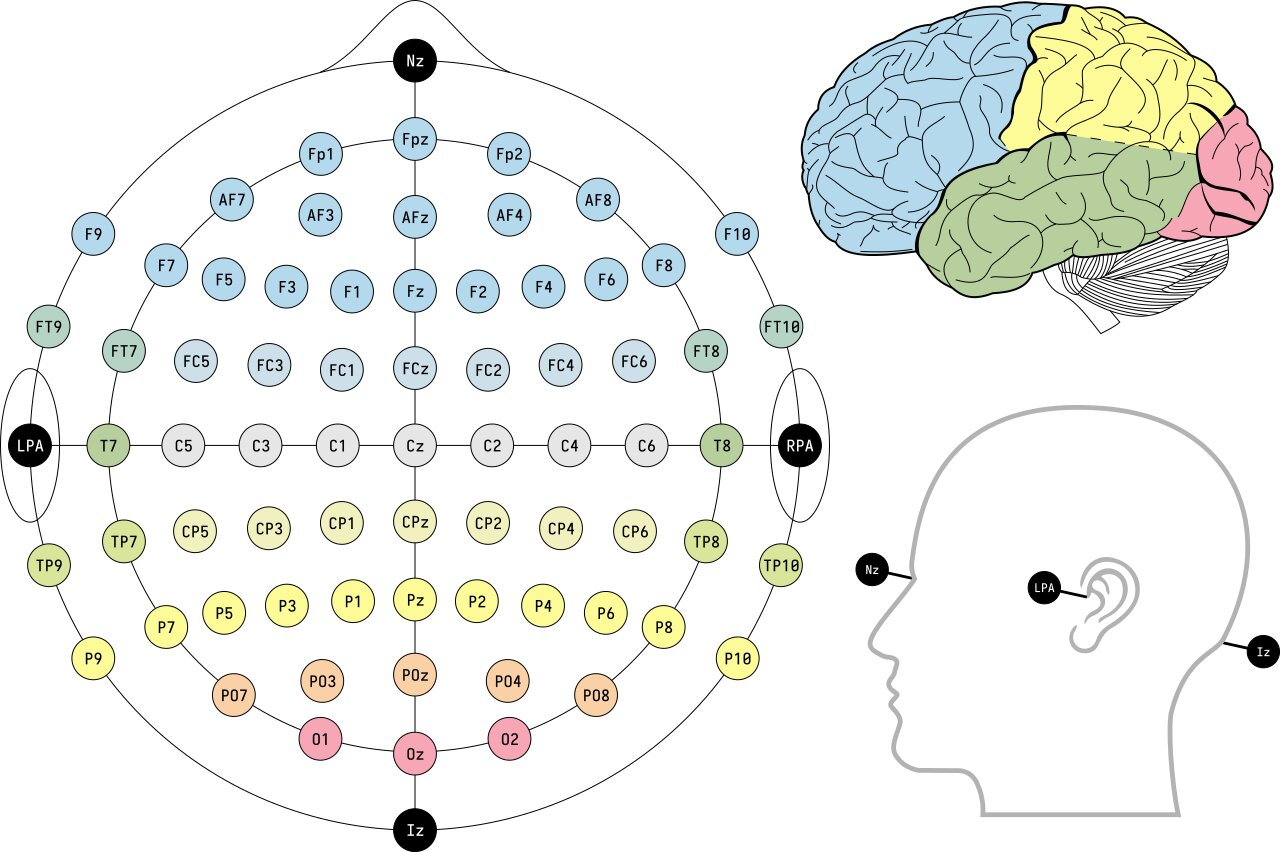 Nz
Fp1 Fpz Fp2
AF7 AF3 AFz AF4 AF8
F9 F7 F5 F3 F1 Fz F2 F4 F6 F8 F10
FT9 FT7 FC5 FC3 FC1 FCz FC2 FC4 FC6 FT8 FT10
LPA T7 C5 C3 C1 Cz C2 C4 C6 T8 RPA
TP9 TP7 CP5 CP3 CP1 CPz CP2 CP4 CP6 TP8 TP10
P9 P7 P5 P3 P1 Pz P2 P4 P6 P8 P10
PO7 PO3 POz PO4 PO8
O1 Oz O2
Iz
Nz
LPA
Iz